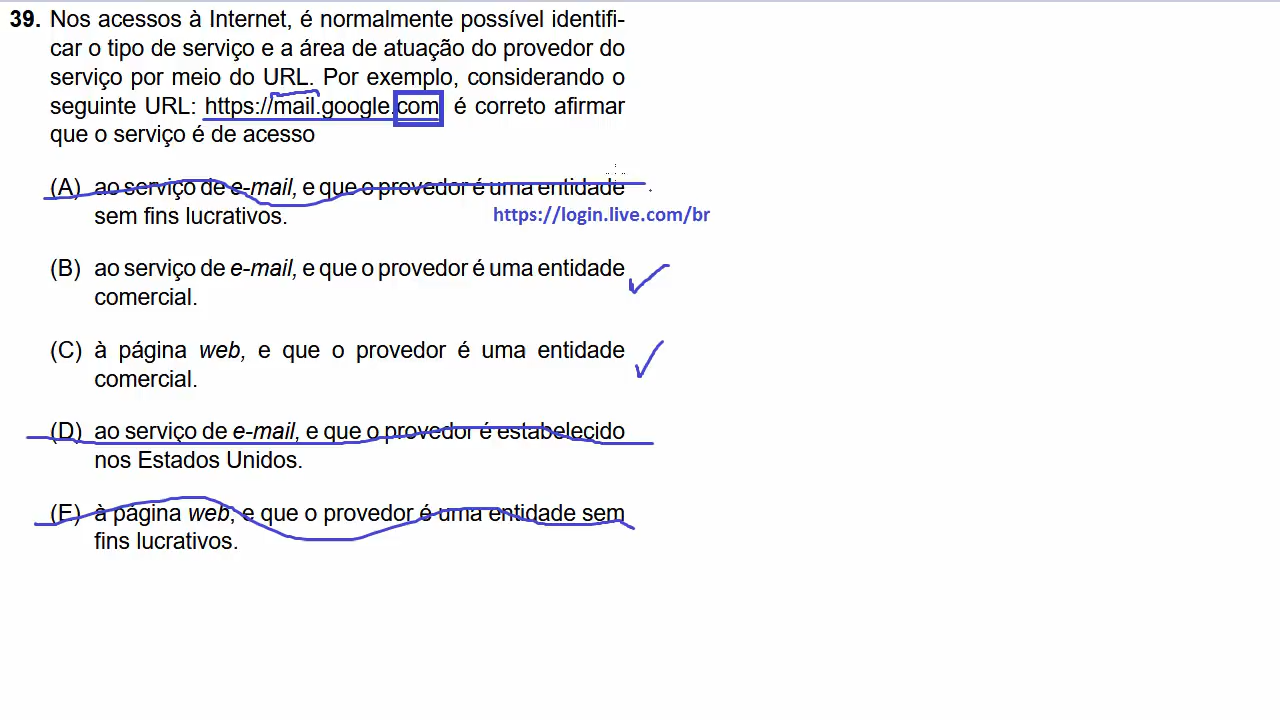 39. Nos acessos à Internet, é normalmente possível identifi-
car o tipo de serviço e a área de atuação do provedor do
serviço por meio do URL. Por exemplo, considerando o
seguinte URL: https://mail.google.com é correto afirmar
que o serviço é de acesso
(A) ao serviço de e-mail, e que o provedor é uma entidade
sem fins lucrativos.
https://login.live.com/br
(B) ao serviço de e-mail, e que o provedor é uma entidade
comercial.
(C) à página web, e que o provedor é uma entidade
comercial.
(D) ao serviço de e-mail, e que o provedor é estabelecido
nos Estados Unidos.
(E) à página web, e que o provedor é uma entidade sem
fins lucrativos.